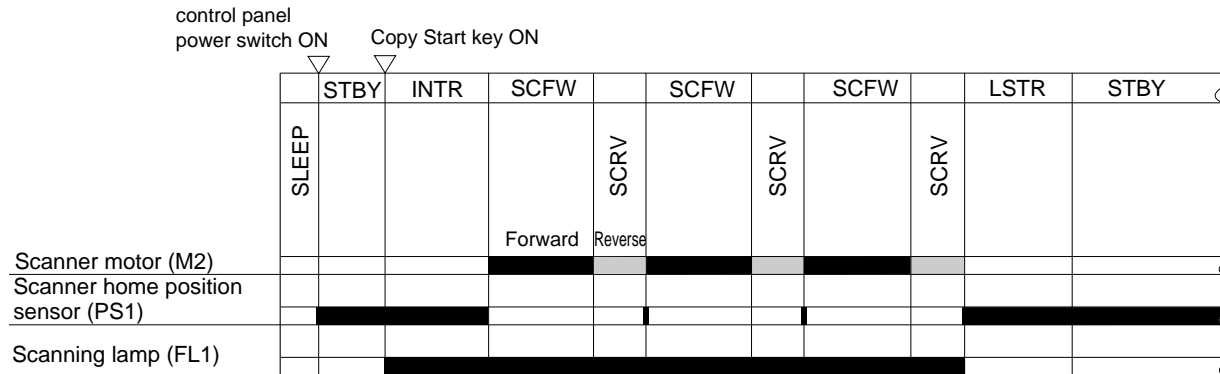 control panel
power switch ON
Copy Start key ON
STBY INTR SCFW SCFW SCFW LSTR STBY
SLEEP SCRV SCRV SCRV
Forward Reverse
Scanner motor (M2)
Scanner home position
sensor (PS1)
Scanning lamp (FL1)